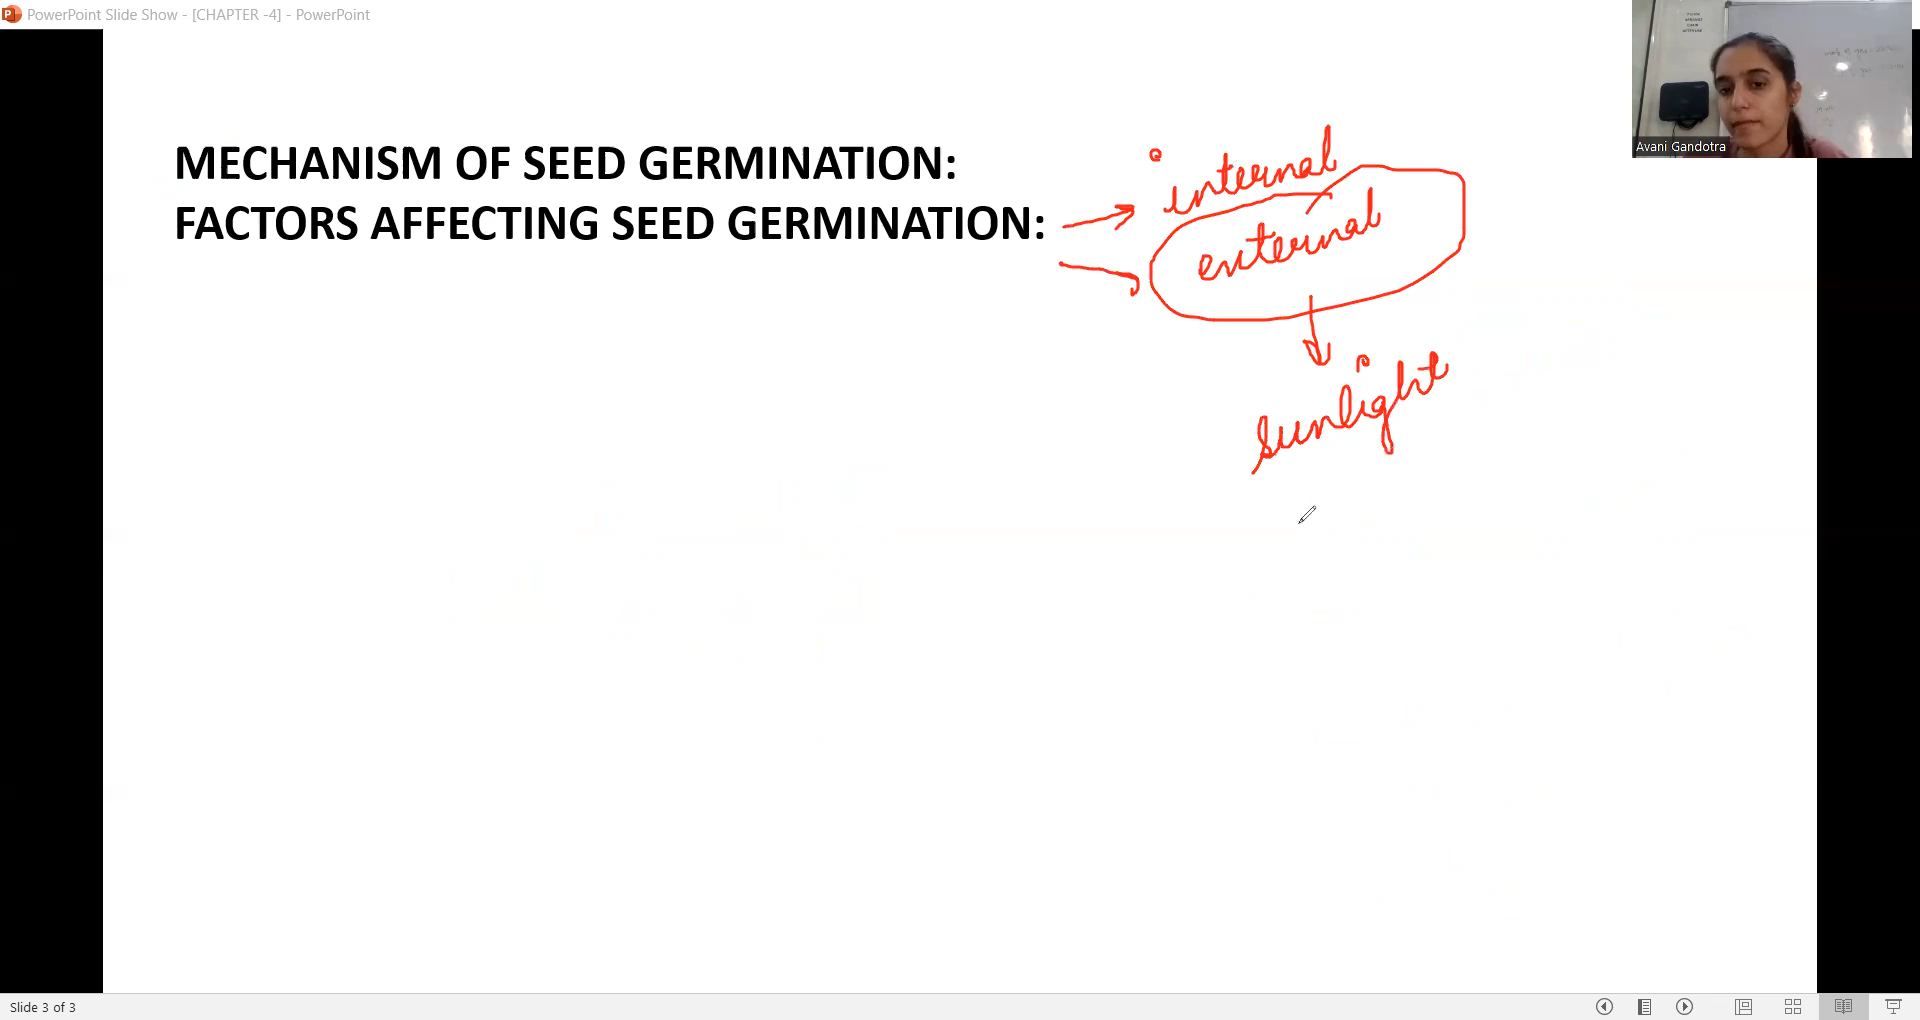 PowerPoint Slide Show - [CHAPTER -4] - PowerPoint
Avani Gandotra
MECHANISM OF SEED GERMINATION:
FACTORS AFFECTING SEED GERMINATION:
internal
external
sunlight
Slide 3 of 3